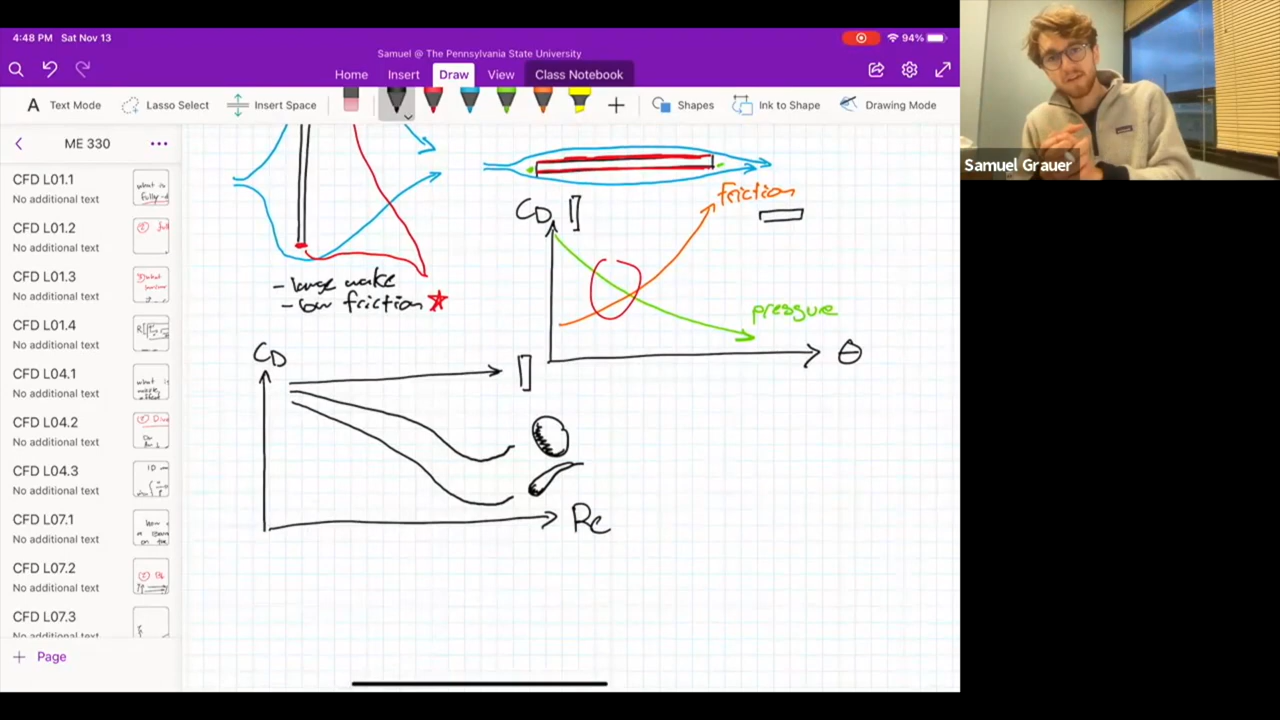 4:48 PM Sat Nov 13
94%
Samuel @ The Pennsylvania State University
Home Insert Draw View Class Notebook
A Text Mode Lasso Select Insert Space Shapes Ink to Shape Drawing Mode
ME 330
CFD L01.1
No additional text
CFD L01.2
No additional text
CFD L01.3
No additional text
CFD L01.4
No additional text
CFD L04.1
No additional text
CFD L04.2
No additional text
CFD L04.3
No additional text
CFD L07.1
No additional text
CFD L07.2
No additional text
CFD L07.3
No additional text
Page
Samuel Grauer
- large wake
- low friction
CD
friction
pressure
θ
CD
Re